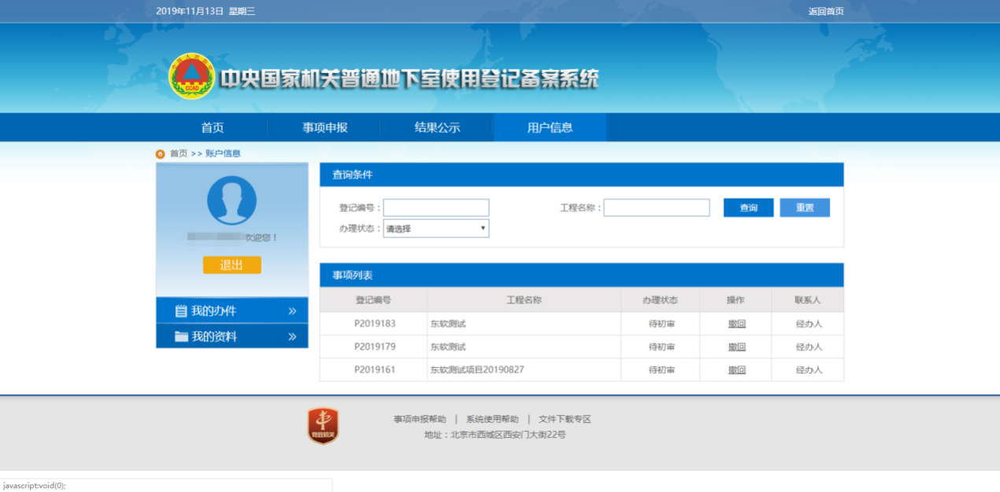 2019年11月13日 星期三
返回首页
CCAD
中央国家机关普通地下室使用登记备案系统
首页 事项申报 结果公示 用户信息
首页 >> 账户信息
欢迎您！
退出
我的办件
我的资料
查询条件
登记编号：
工程名称：
查询
重置
办理状态：
请选择
事项列表
登记编号 工程名称 办理状态 操作 联系人
P2019183 东软测试 待初审 撤回 经办人
P2019179 东软测试 待初审 撤回 经办人
P2019161 东软测试项目20190827 待初审 撤回 经办人
党政机关
事项申报帮助 | 系统使用帮助 | 文件下载专区
地址：北京市西城区西安门大街22号
javascript:void(0);